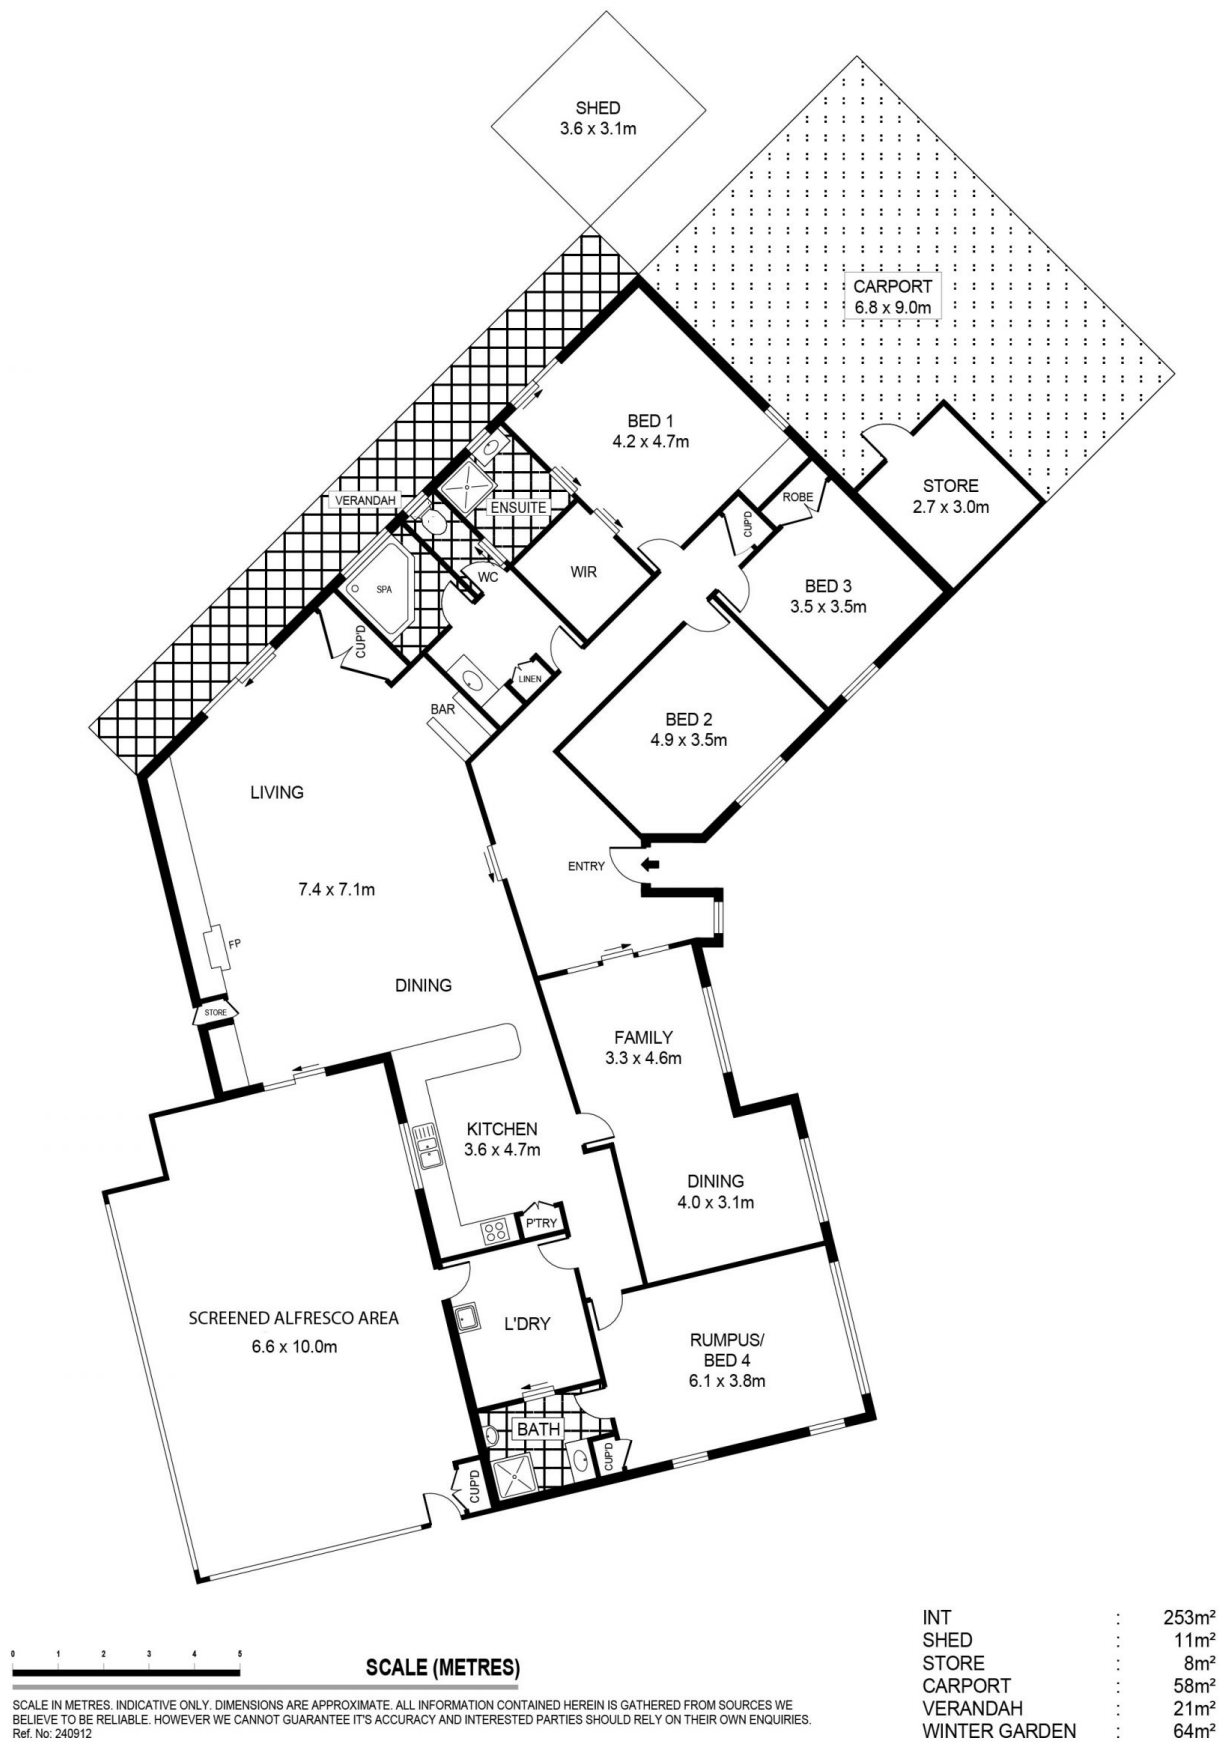 SHED
3.6 x 3.1m
CARPORT
6.8 x 9.0m
BED 1
4.2 x 4.7m
STORE
2.7 x 3.0m
VERANDAH
ENSUITE
ROBE
CUP'D
WC
WIR
SPA
BED 3
3.5 x 3.5m
CUP'D
LINEN
BAR
BED 2
4.9 x 3.5m
LIVING
ENTRY
7.4 x 7.1m
FP
DINING
STORE
FAMILY
3.3 x 4.6m
KITCHEN
3.6 x 4.7m
DINING
4.0 x 3.1m
P'TRY
SCREENED ALFRESCO AREA
6.6 x 10.0m
L'DRY
RUMPUS/
BED 4
6.1 x 3.8m
BATH
CUP'D
CUP'D
0 1 2 3 4 5
SCALE (METRES)
SCALE IN METRES. INDICATIVE ONLY. DIMENSIONS ARE APPROXIMATE. ALL INFORMATION CONTAINED HEREIN IS GATHERED FROM SOURCES WE
BELIEVE TO BE RELIABLE. HOWEVER WE CANNOT GUARANTEE IT'S ACCURACY AND INTERESTED PARTIES SHOULD RELY ON THEIR OWN ENQUIRIES.
Ref. No: 240912
INT : 253m²
SHED : 11m²
STORE : 8m²
CARPORT : 58m²
VERANDAH : 21m²
WINTER GARDEN : 64m²